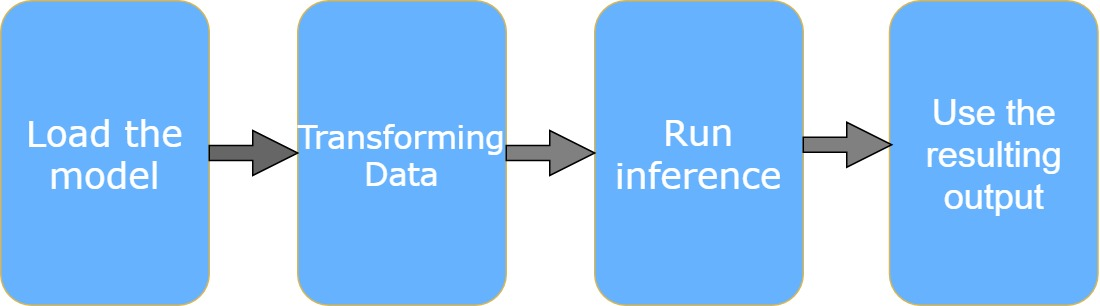 Load the
model
Transforming
Data
Run
inference
Use the
resulting
output